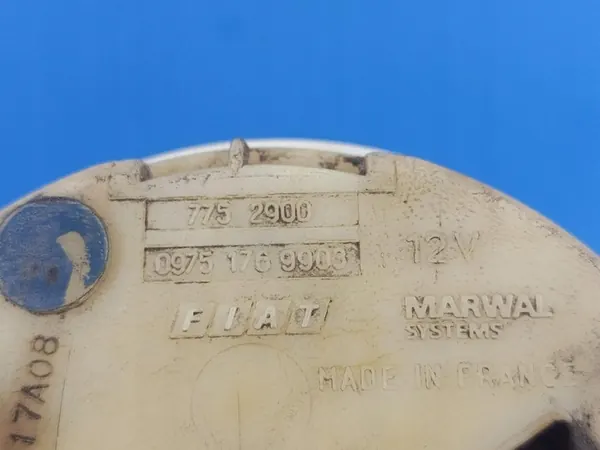 775 2900
0975 176 9903
12V
FIAT
MARWAL
SYSTEMS
MADE IN FRANCE
17A08